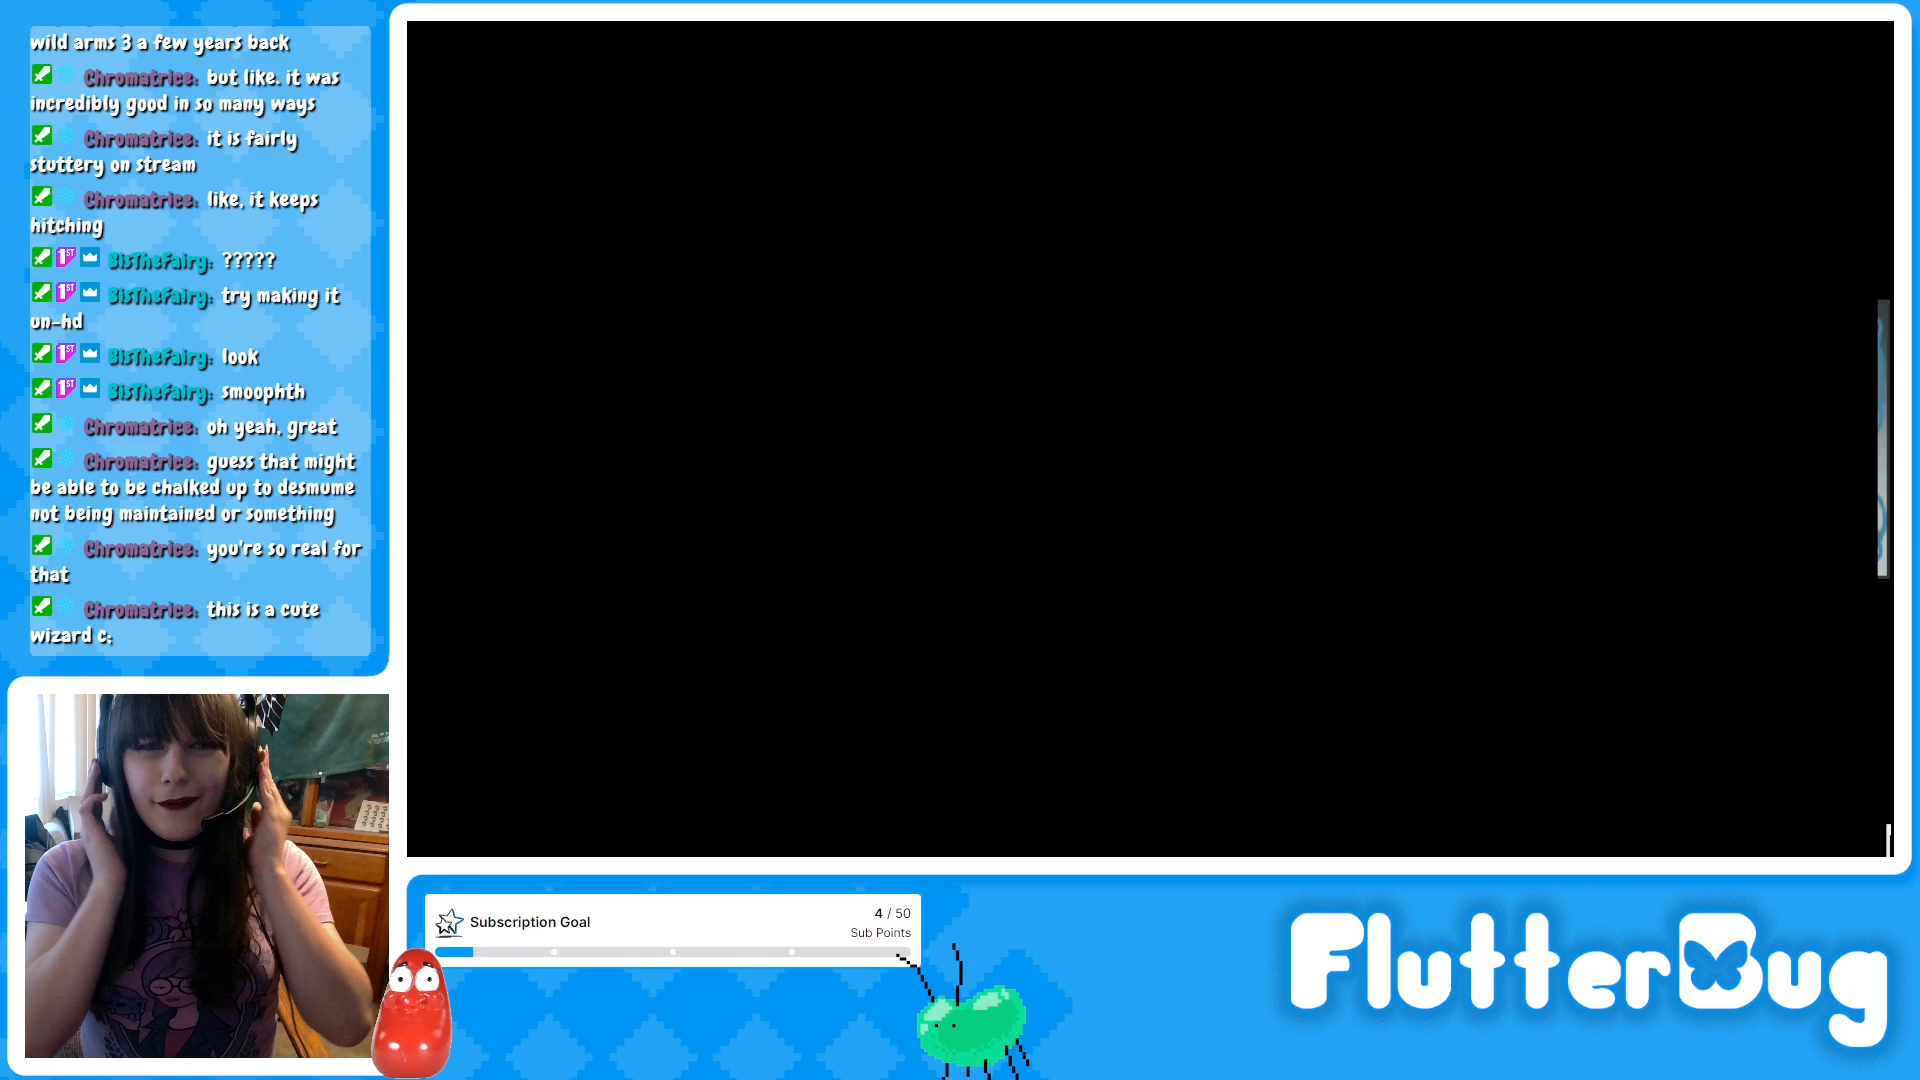 wild arms 3 a few years back
Chromatrice: but like. it was
incredibly good in so many ways
Chromatrice: it is fairly
stuttery on stream
Chromatrice: like, it keeps
hitching
1ST BisTheFairy: ?????
1ST BisTheFairy: try making it
un-hd
1ST BisTheFairy: look
1ST BisTheFairy: smoophth
Chromatrice: oh yeah, great
Chromatrice: guess that might
be able to be chalked up to desmume
not being maintained or something
Chromatrice: you're so real for
that
Chromatrice: this is a cute
wizard c;
Subscription Goal
4 / 50
Sub Points
FlutterBug